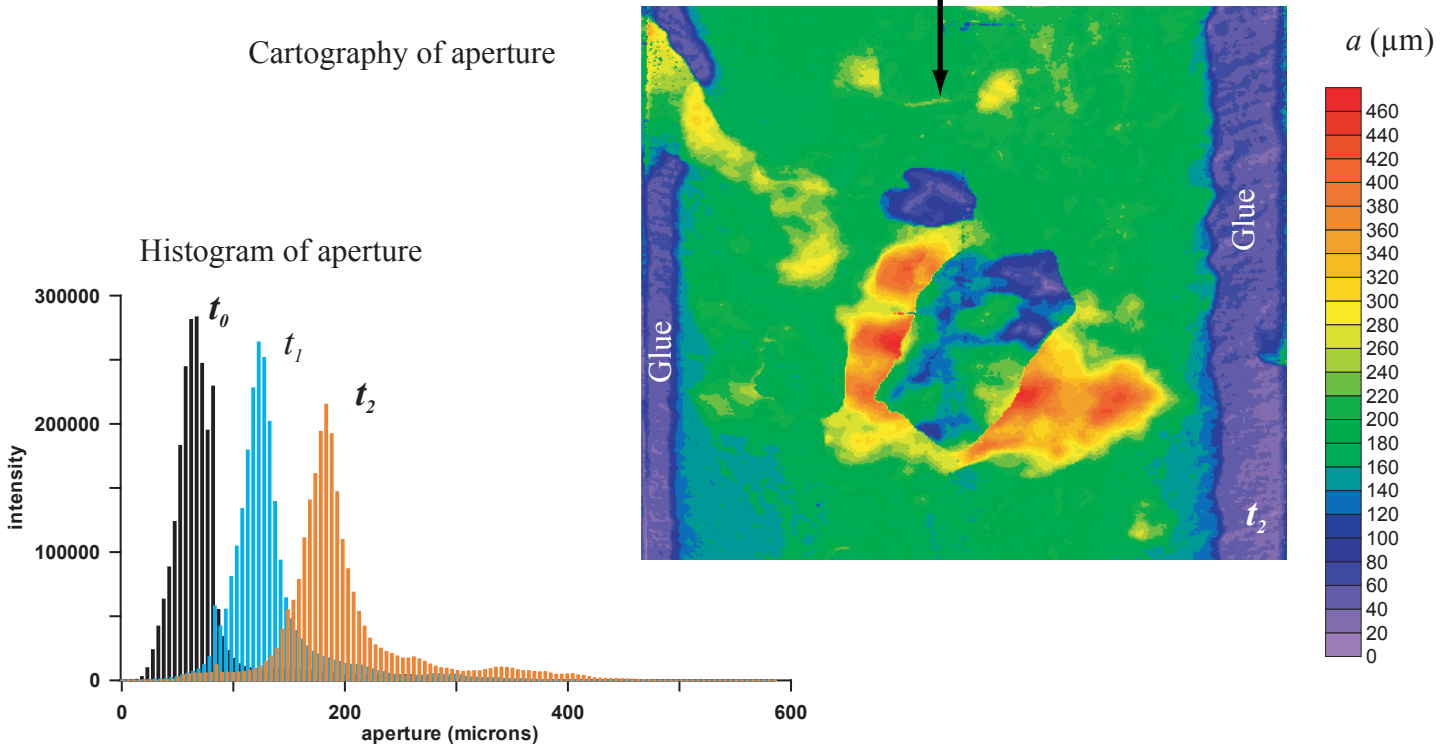 Cartography of aperture
a (µm)
460
440
420
400
380
360
340
320
300
280
260
240
220
200
180
160
140
120
100
80
60
40
20
0
Glue
Glue
t2
Histogram of aperture
300000
200000
100000
0
intensity
t0
t1
t2
0
200
400
600
aperture (microns)